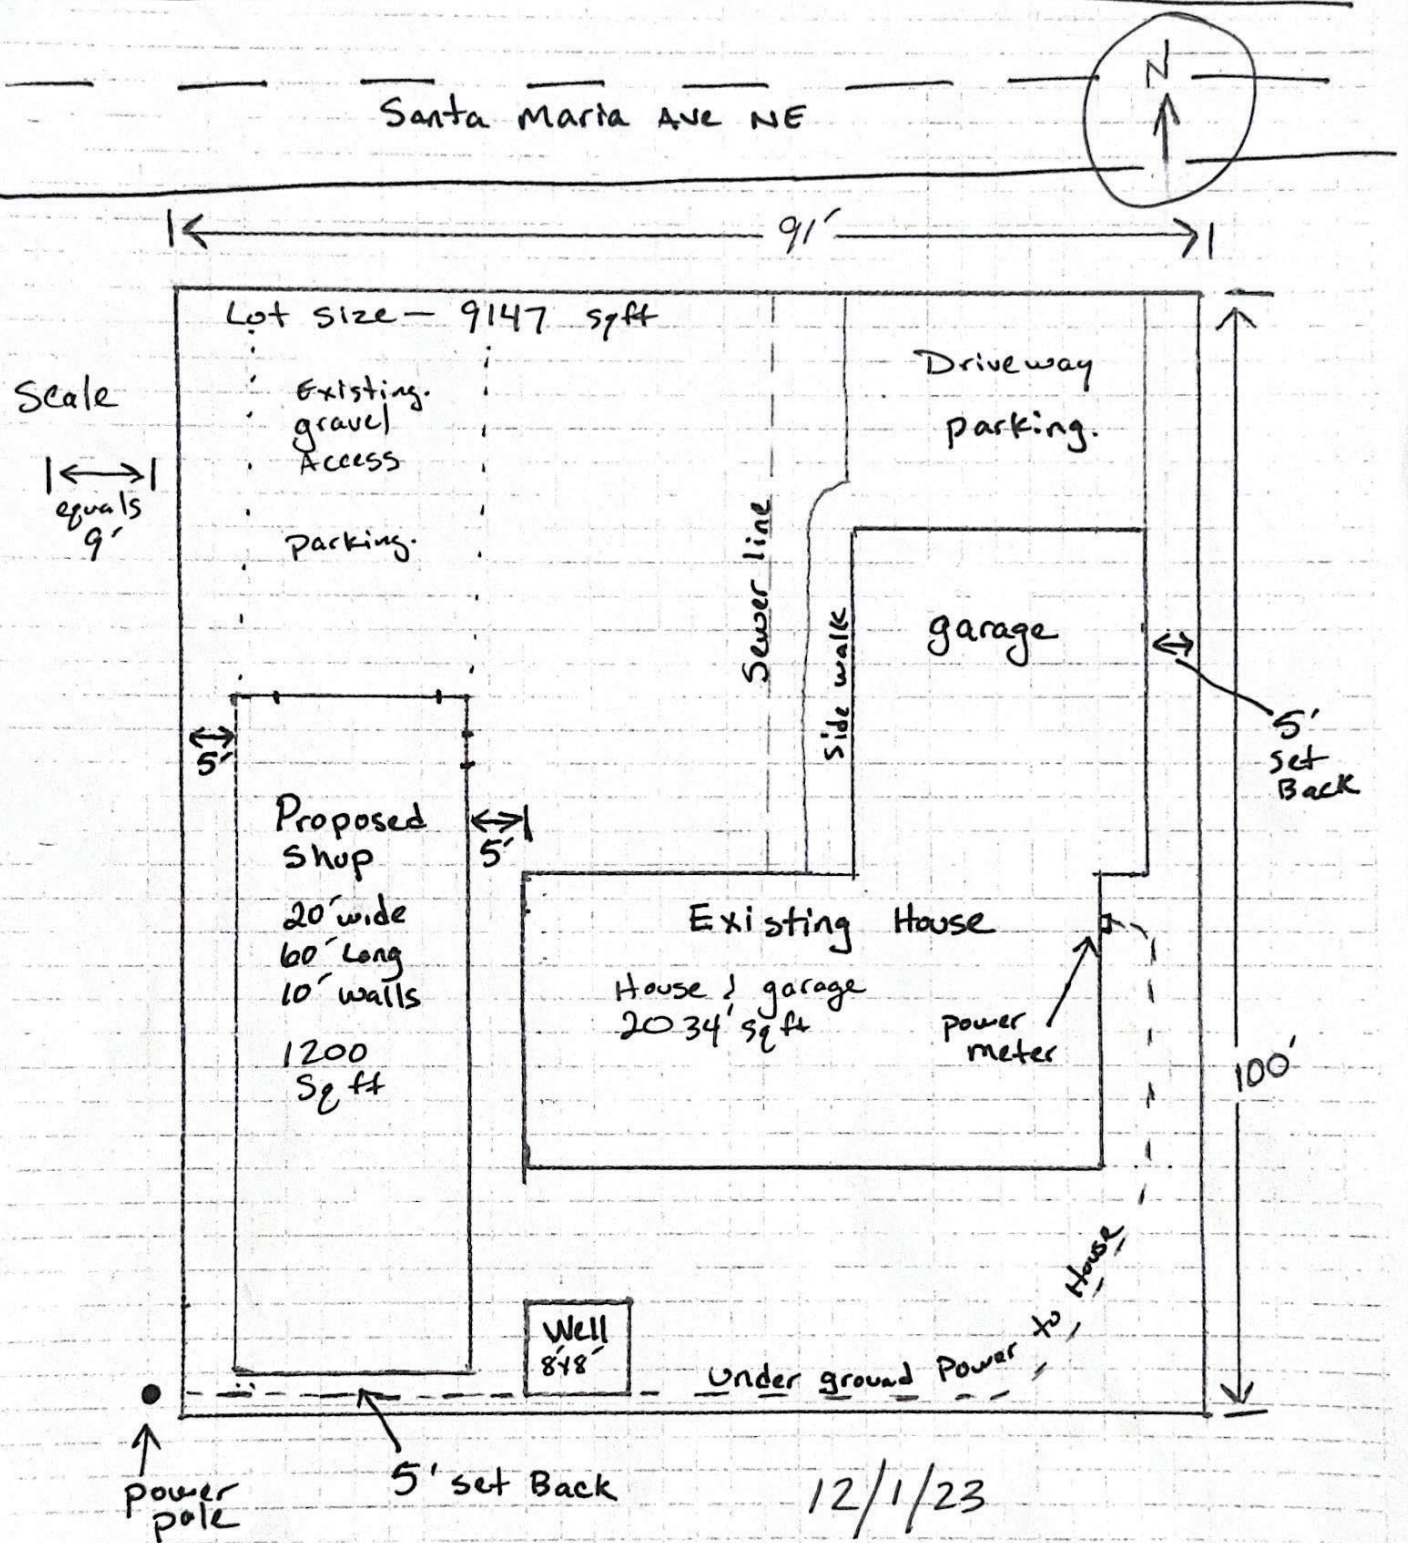 Santa Maria Ave NE
N
91'
Lot size - 9147 sqft
Scale
equals
9'
Existing.
gravel
Access
parking.
Driveway
parking.
Sewer line
Side walk
garage
5'
set
Back
5'
5'
Proposed
Shop
20' wide
60' Long
10' walls
1200
Sq ft
Existing House
House & garage
2034' sq ft
power
meter
100'
Well
8'x8'
Under ground Power to House
power
pole
5' set Back
12/1/23